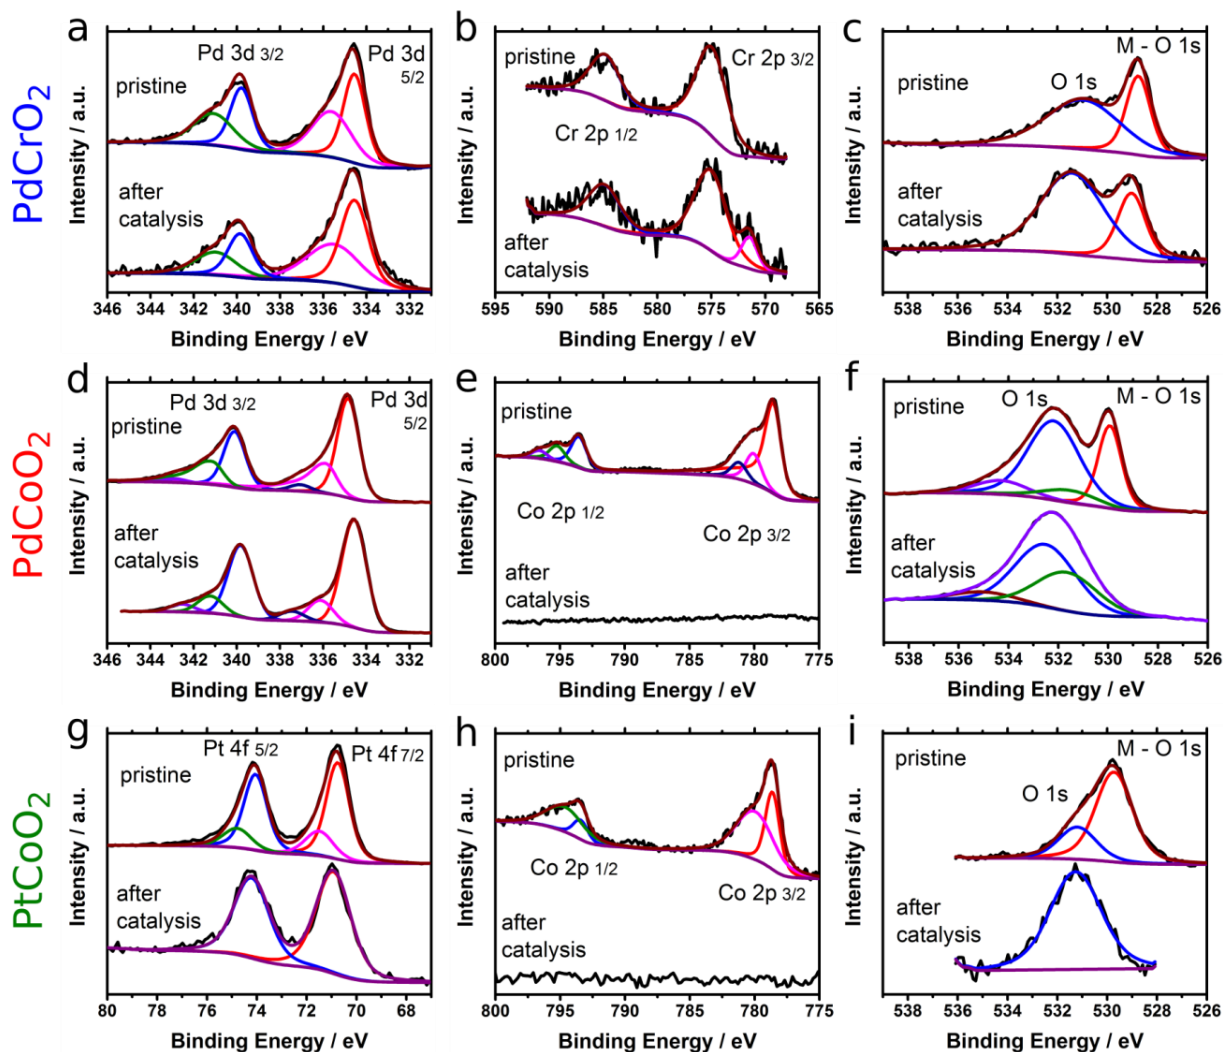 PdCrO2
a
Pd 3d 3/2
Pd 3d
5/2
pristine
after
catalysis
Intensity / a.u.
346 344 342 340 338 336 334 332
Binding Energy / eV
b
pristine
Cr 2p 3/2
Cr 2p 1/2
after
catalysis
Intensity / a.u.
595 590 585 580 575 570 565
Binding Energy / eV
c
M - O 1s
O 1s
pristine
after
catalysis
Intensity / a.u.
538 536 534 532 530 528 526
Binding Energy / eV
PdCoO2
d
Pd 3d 3/2
Pd 3d
5/2
pristine
after
catalysis
Intensity / a.u.
346 344 342 340 338 336 334 332
Binding Energy / eV
e
pristine
Co 2p 1/2
Co 2p 3/2
after
catalysis
Intensity / a.u.
800 795 790 785 780 775
Binding Energy / eV
f
O 1s
M - O 1s
pristine
after
catalysis
Intensity / a.u.
538 536 534 532 530 528 526
Binding Energy / eV
PtCoO2
g
Pt 4f 5/2
Pt 4f 7/2
pristine
after
catalysis
Intensity / a.u.
80 78 76 74 72 70 68
Binding Energy / eV
h
pristine
Co 2p 1/2
Co 2p 3/2
after
catalysis
Intensity / a.u.
800 795 790 785 780 775
Binding Energy / eV
i
M - O 1s
pristine
O 1s
after
catalysis
Intensity / a.u.
538 536 534 532 530 528 526
Binding Energy / eV